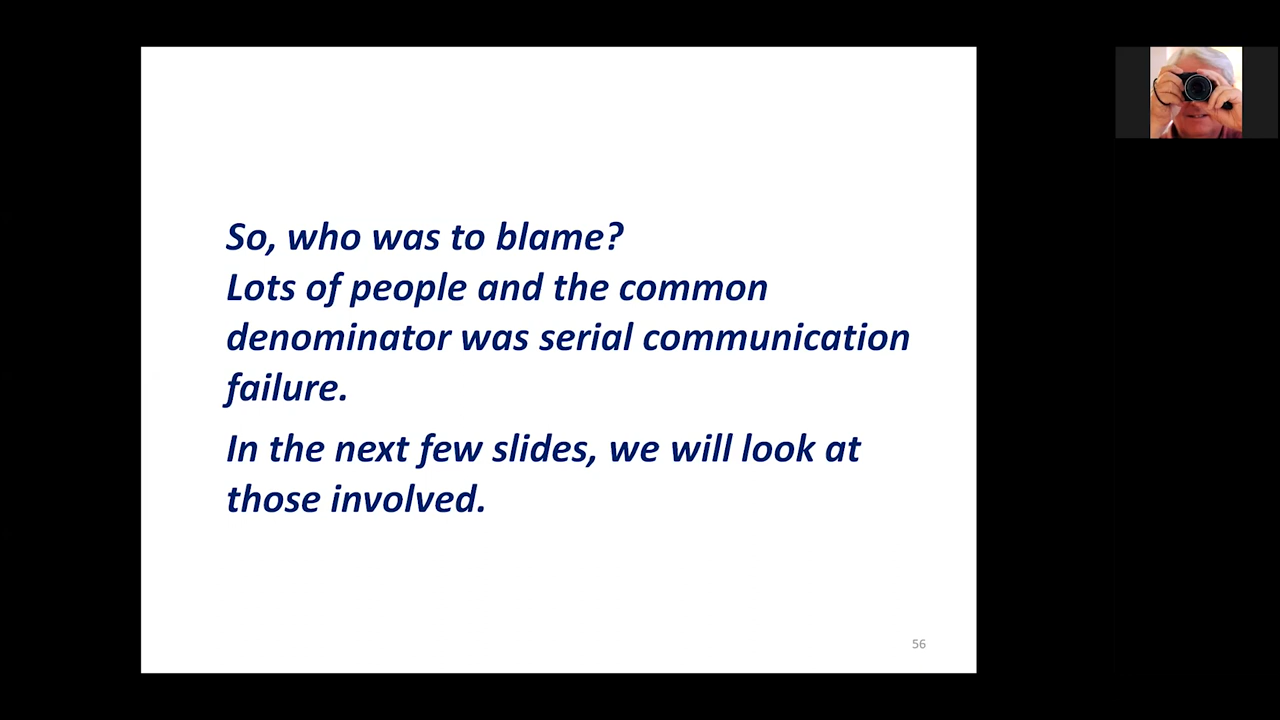 So, who was to blame?
Lots of people and the common
denominator was serial communication
failure.
In the next few slides, we will look at
those involved.
56